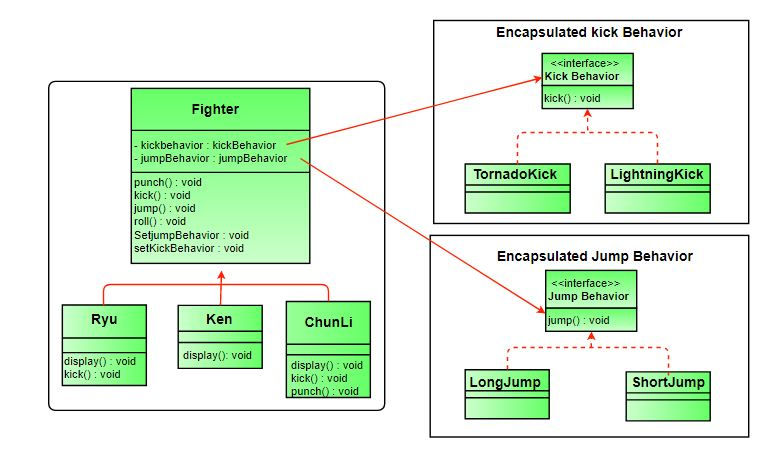 Encapsulated kick Behavior
<<interface>>
Kick Behavior
kick() : void
TornadoKick
LightningKick
Fighter
- kickbehavior : kickBehavior
- jumpBehavior : jumpBehavior
punch() : void
kick() : void
jump() : void
roll() : void
SetjumpBehavior : void
setKickBehavior : void
Ryu
display() : void
kick() : void
Ken
display(): void
ChunLi
display() : void
kick() : void
punch() : void
Encapsulated Jump Behavior
<<interface>>
Jump Behavior
jump() : void
LongJump
ShortJump